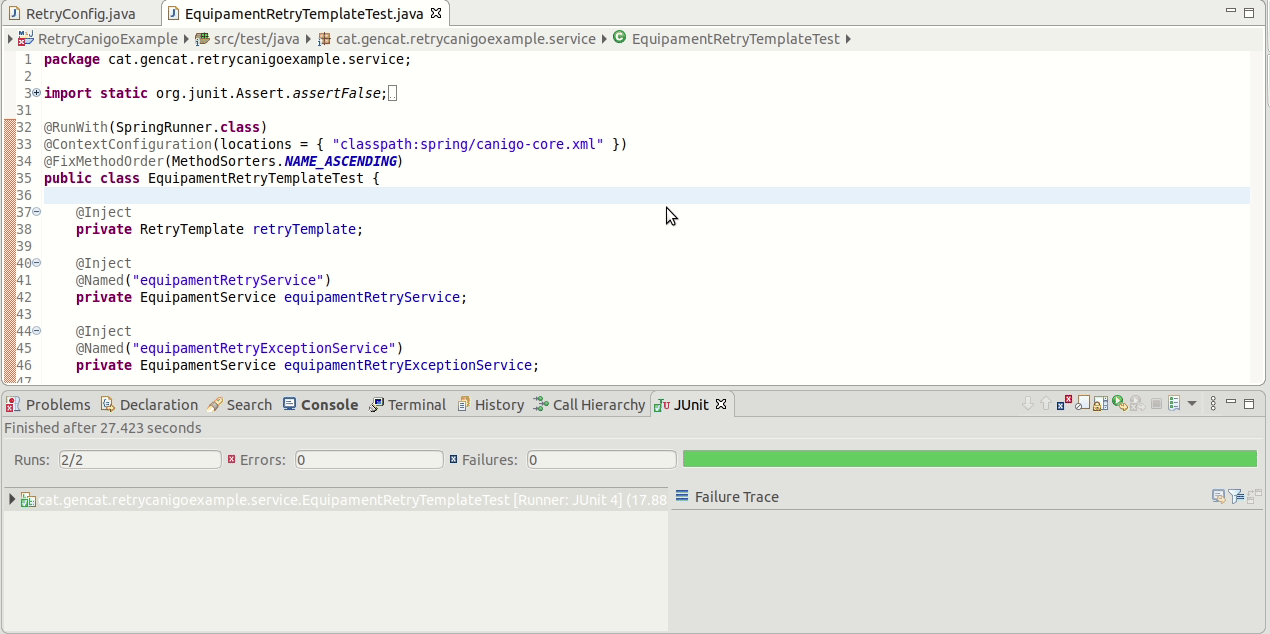 RetryConfig.java EquipamentRetryTemplateTest.java
RetryCanigoExample src/test/java cat.gencat.retrycanigoexample.service EquipamentRetryTemplateTest
1 package cat.gencat.retrycanigoexample.service;
2
3 import static org.junit.Assert.assertFalse;
31
32 @RunWith(SpringRunner.class)
33 @ContextConfiguration(locations = { "classpath:spring/canigo-core.xml" })
34 @FixMethodOrder(MethodSorters.NAME_ASCENDING)
35 public class EquipamentRetryTemplateTest {
36
37 @Inject
38 private RetryTemplate retryTemplate;
39
40 @Inject
41 @Named("equipamentRetryService")
42 private EquipamentService equipamentRetryService;
43
44 @Inject
45 @Named("equipamentRetryExceptionService")
46 private EquipamentService equipamentRetryExceptionService;
47
Problems Declaration Search Console Terminal History Call Hierarchy JUnit
Finished after 27.423 seconds
Runs: 2/2 Errors: 0 Failures: 0
cat.gencat.retrycanigoexample.service.EquipamentRetryTemplateTest [Runner: JUnit 4] (17.88 Failure Trace